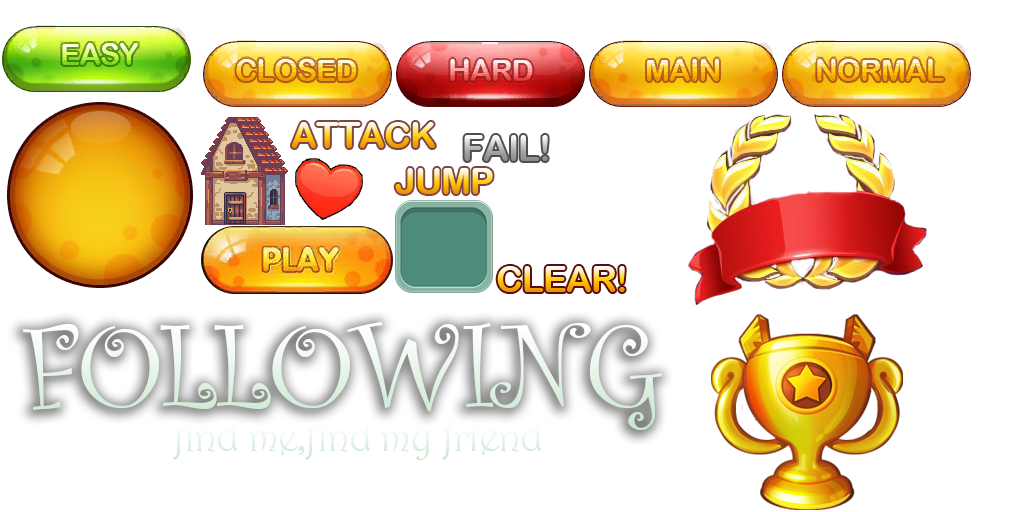 EASY
CLOSED
HARD
MAIN
NORMAL
ATTACK
FAIL!
JUMP
PLAY
CLEAR!
FOLLOWING
find me,find my friend